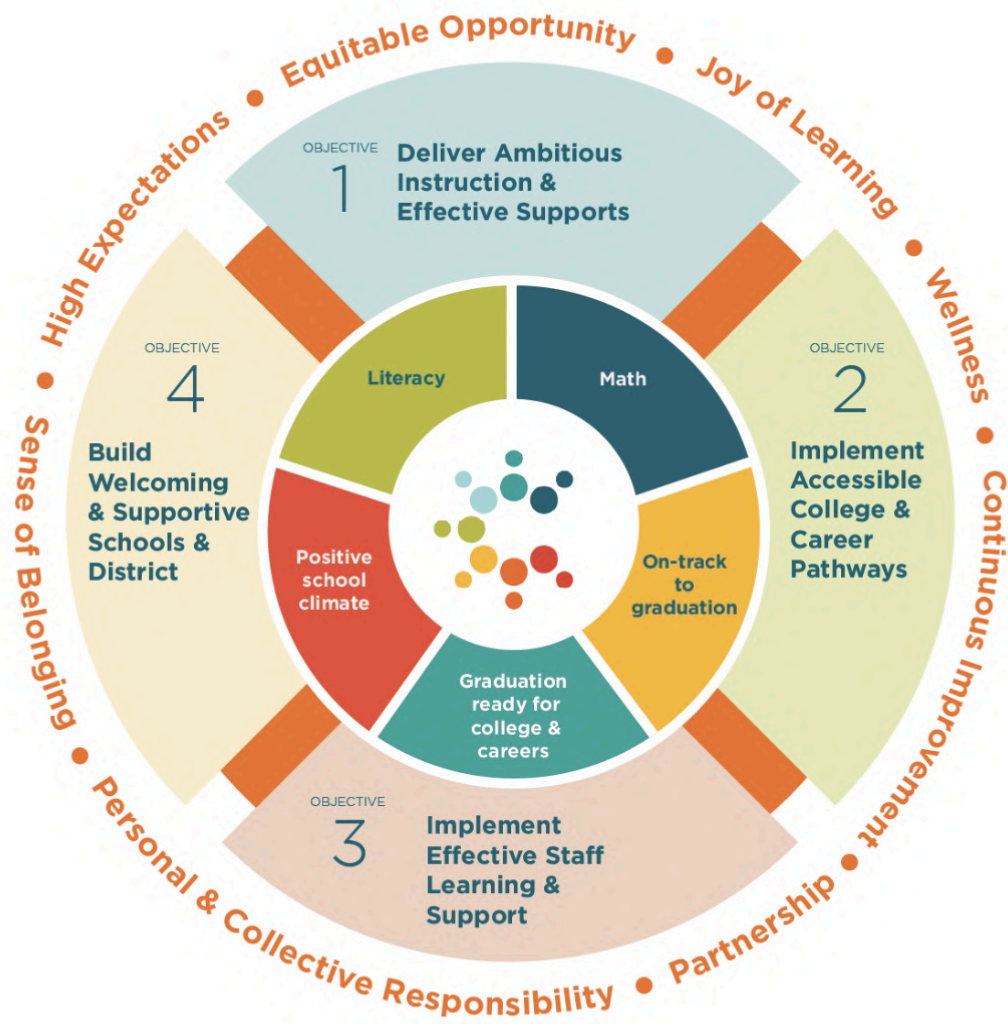 Equitable Opportunity
Joy of Learning
Wellness
Continuous Improvement
Partnership
Personal & Collective Responsibility
Sense of Belonging
High Expectations
OBJECTIVE
1
Deliver Ambitious
Instruction &
Effective Supports
OBJECTIVE
2
Implement
Accessible
College &
Career
Pathways
OBJECTIVE
3
Implement
Effective Staff
Learning &
Support
OBJECTIVE
4
Build
Welcoming
& Supportive
Schools &
District
Literacy
Math
On-track
to
graduation
Graduation
ready for
college &
careers
Positive
school
climate